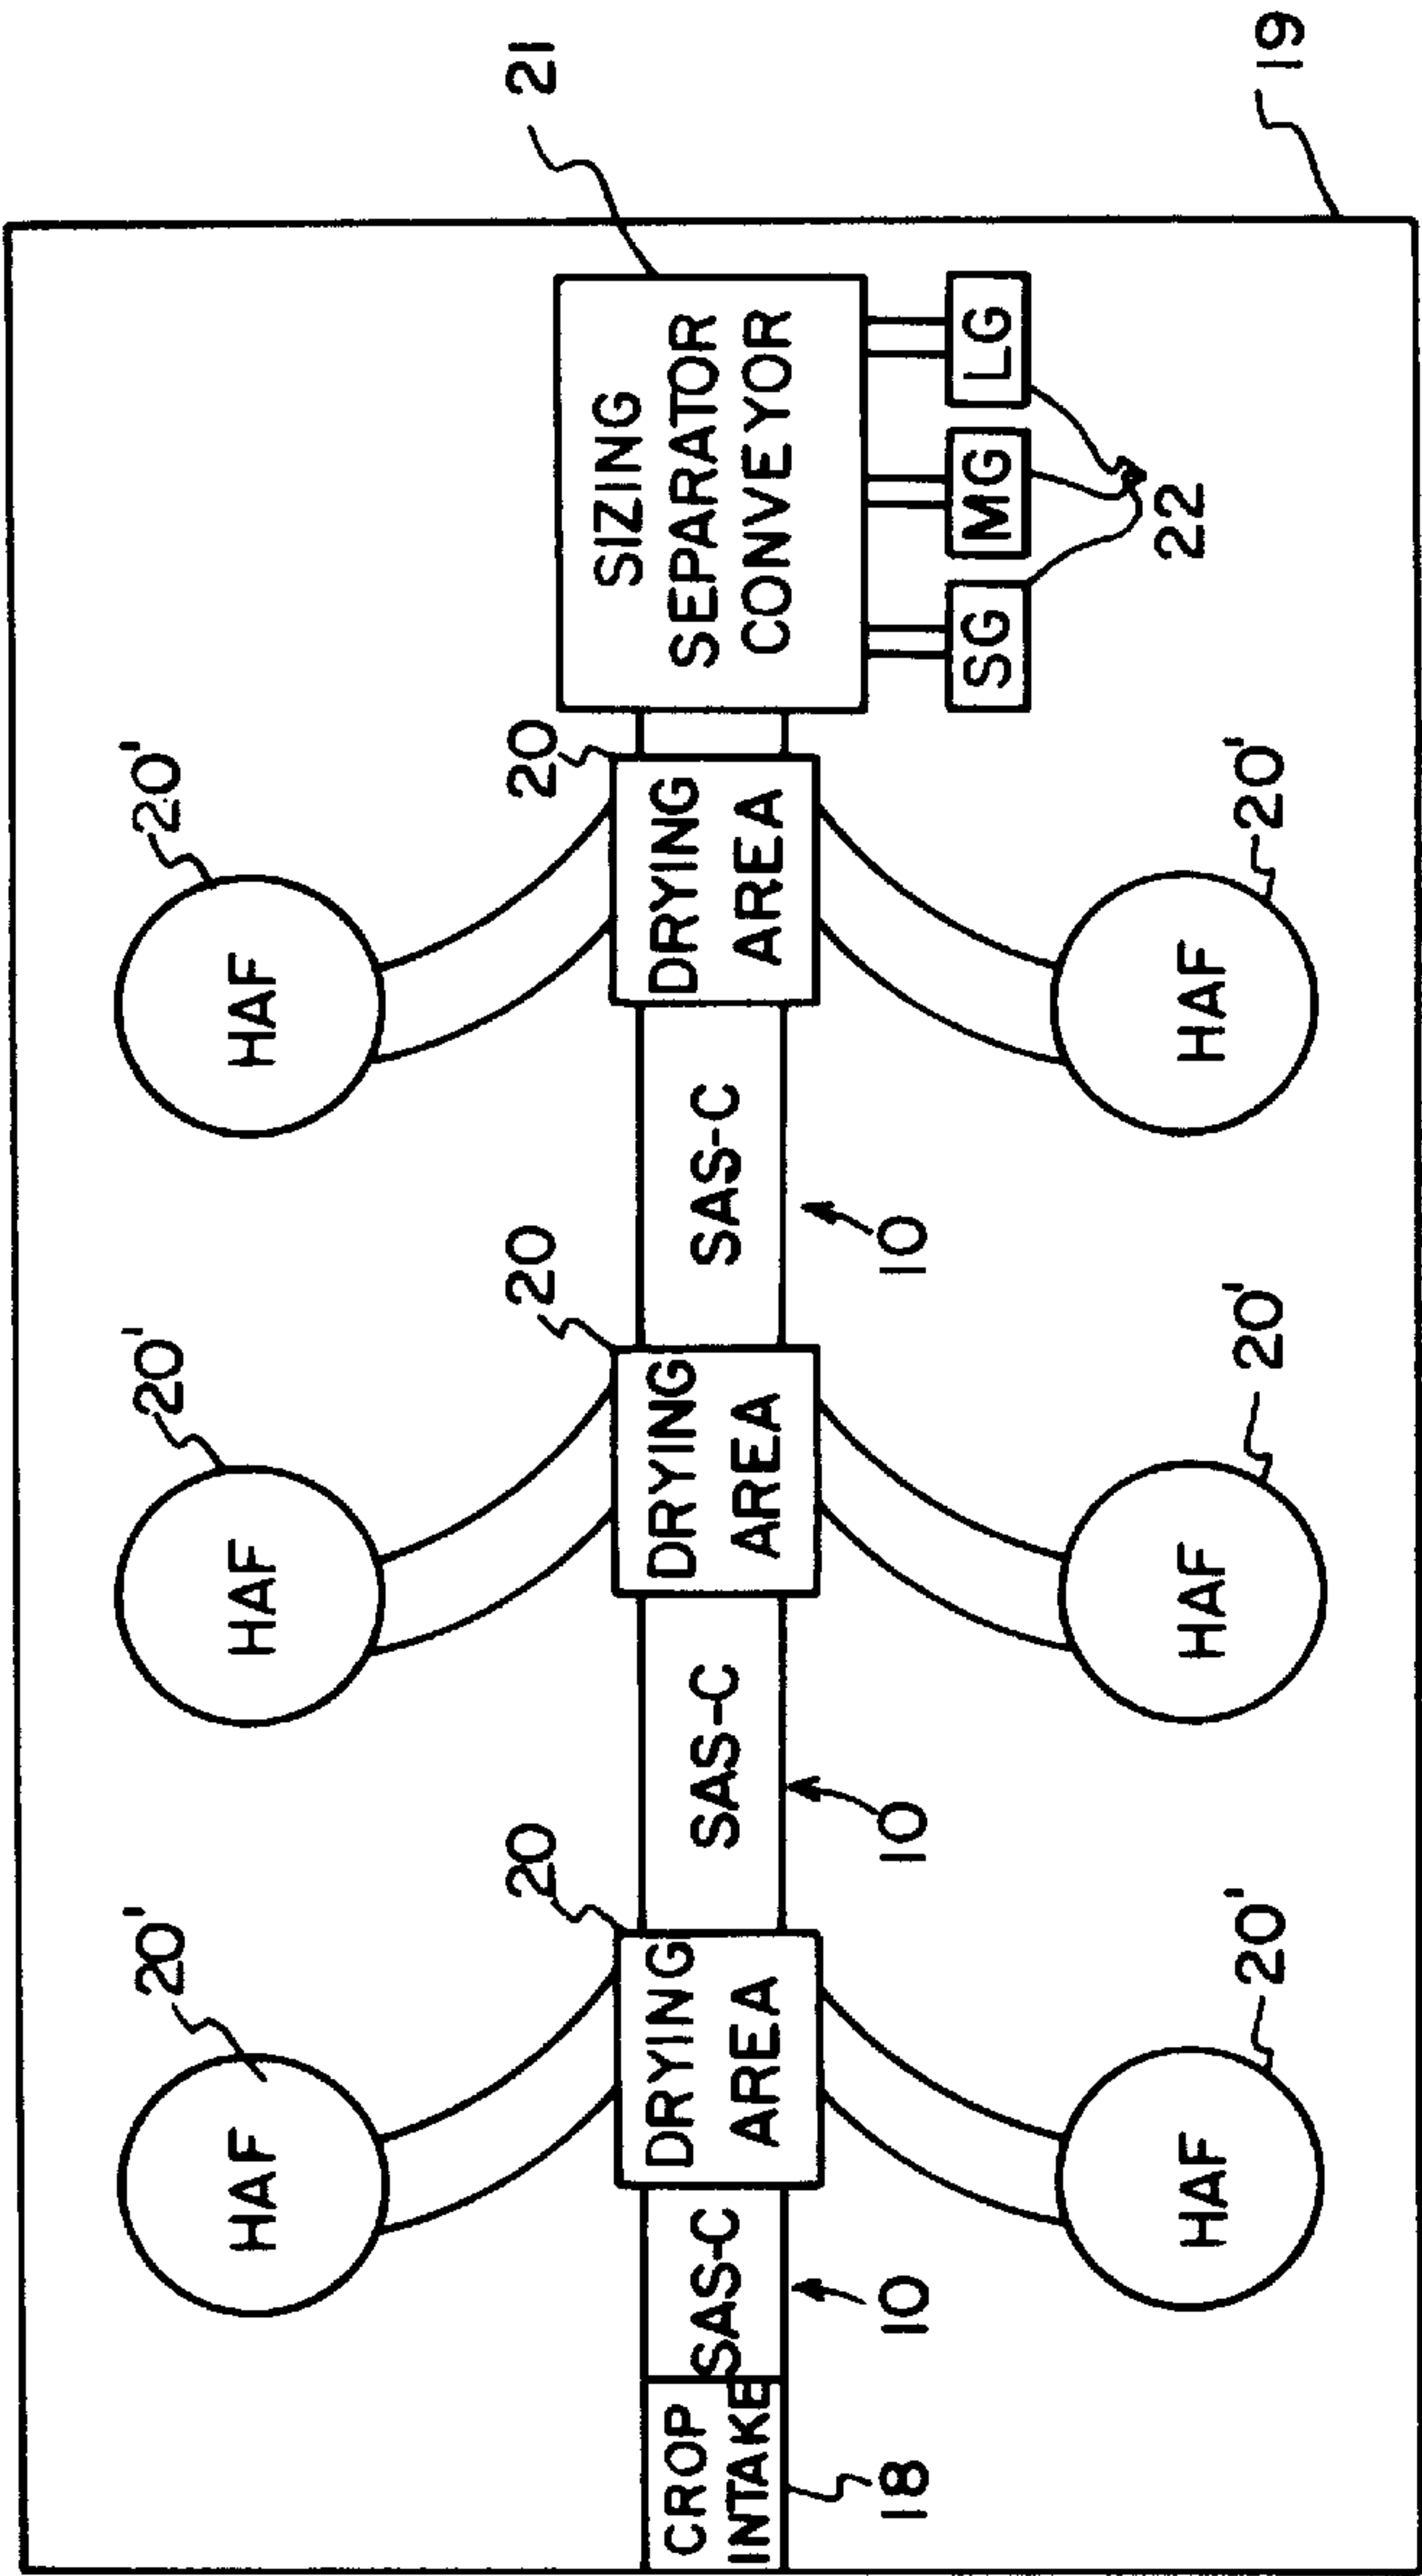 21
19
20'
20'
20'
HAF
HAF
HAF
20
20
20
CROP
INTAKE
SAS-C
DRYING
AREA
SAS-C
DRYING
AREA
SAS-C
DRYING
AREA
SIZING
SEPARATOR
CONVEYOR
18
10
10
10
SG
MG
LG
22
HAF
HAF
HAF
20'
20'
20'